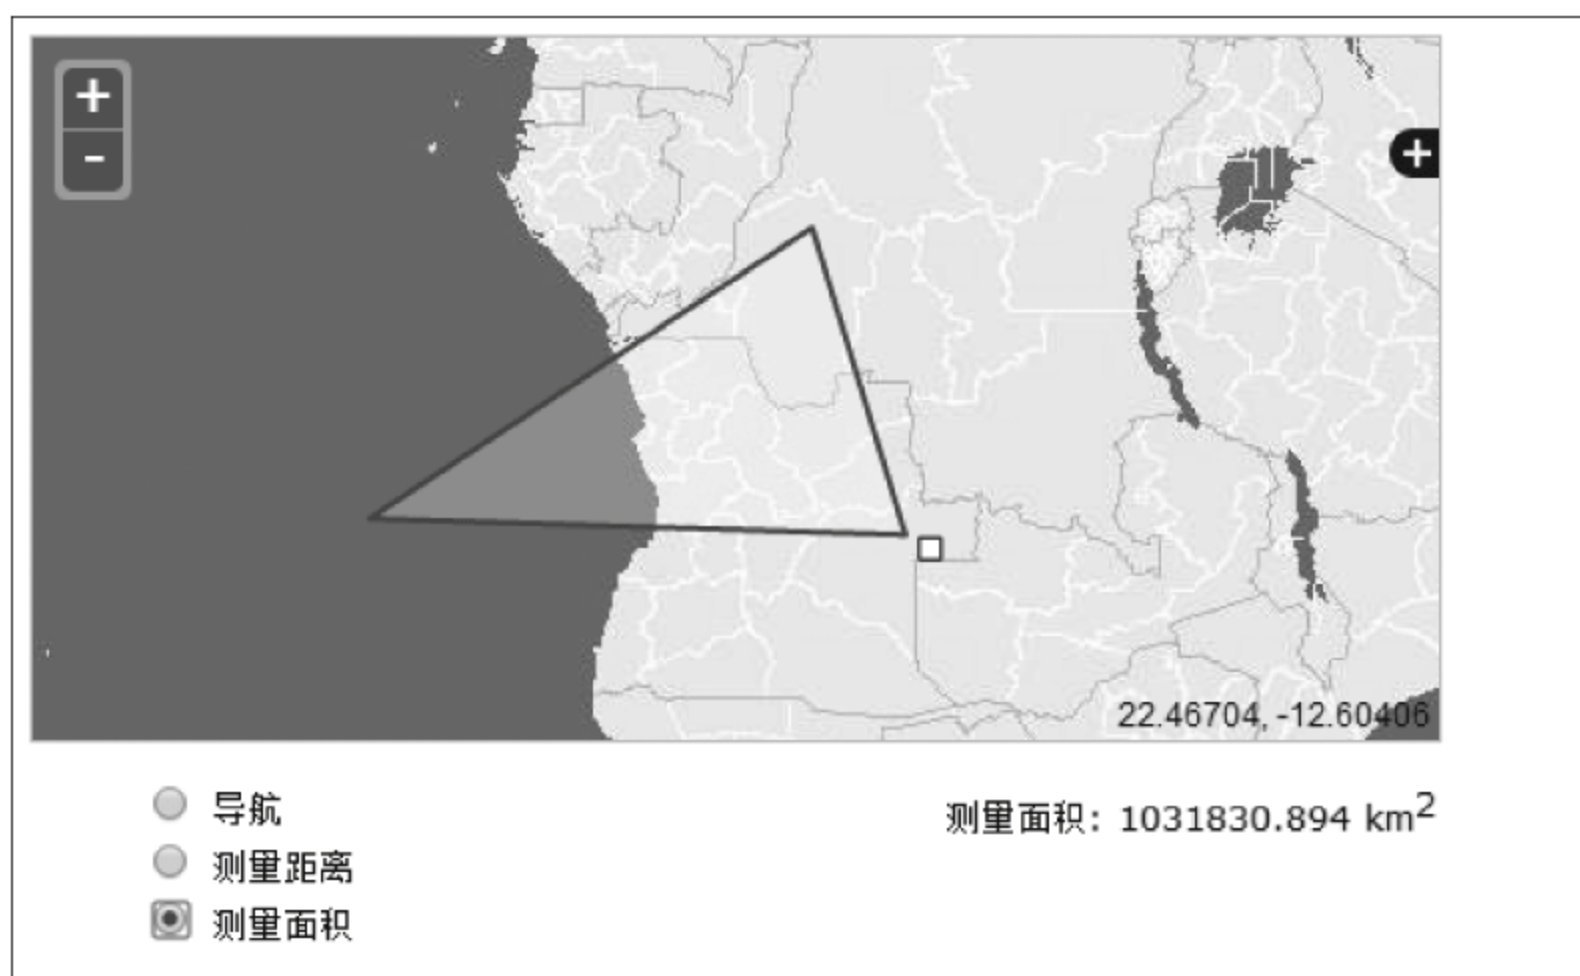 +
-
+
22.46704, -12.60406
导航
测量面积: 1031830.894 km²
测量距离
测量面积